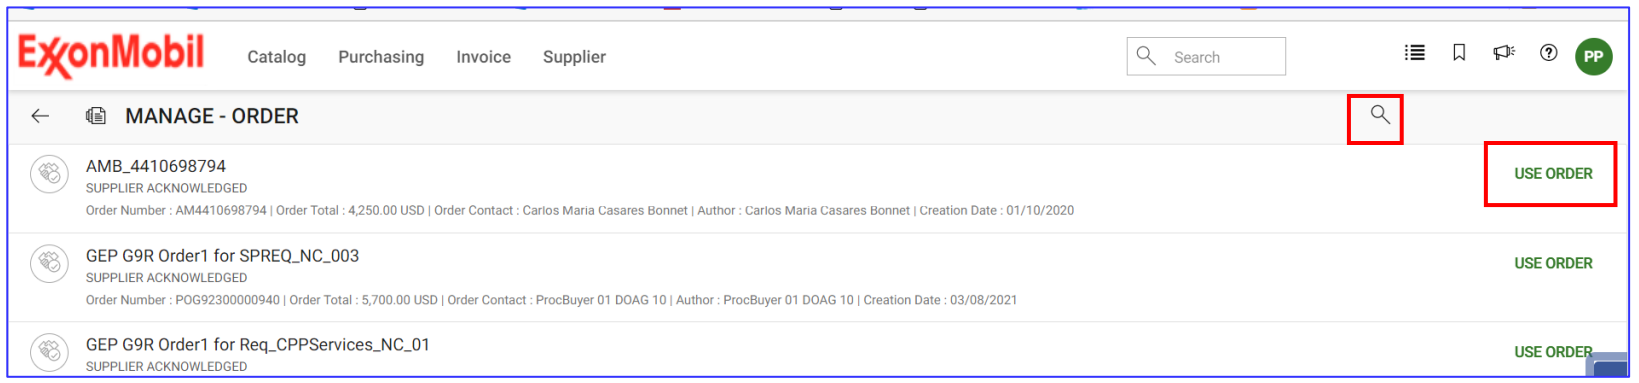 ExxonMobil Catalog Purchasing Invoice Supplier Search PP
MANAGE - ORDER
AMB_4410698794
SUPPLIER ACKNOWLEDGED
USE ORDER
Order Number : AM4410698794 | Order Total : 4,250.00 USD | Order Contact : Carlos Maria Casares Bonnet | Author : Carlos Maria Casares Bonnet | Creation Date : 01/10/2020
GEP G9R Order1 for SPREQ_NC_003
SUPPLIER ACKNOWLEDGED
USE ORDER
Order Number : POG92300000940 | Order Total : 5,700.00 USD | Order Contact : ProcBuyer 01 DOAG 10 | Author : ProcBuyer 01 DOAG 10 | Creation Date : 03/08/2021
GEP G9R Order1 for Req_CPPServices_NC_01
SUPPLIER ACKNOWLEDGED
USE ORDER